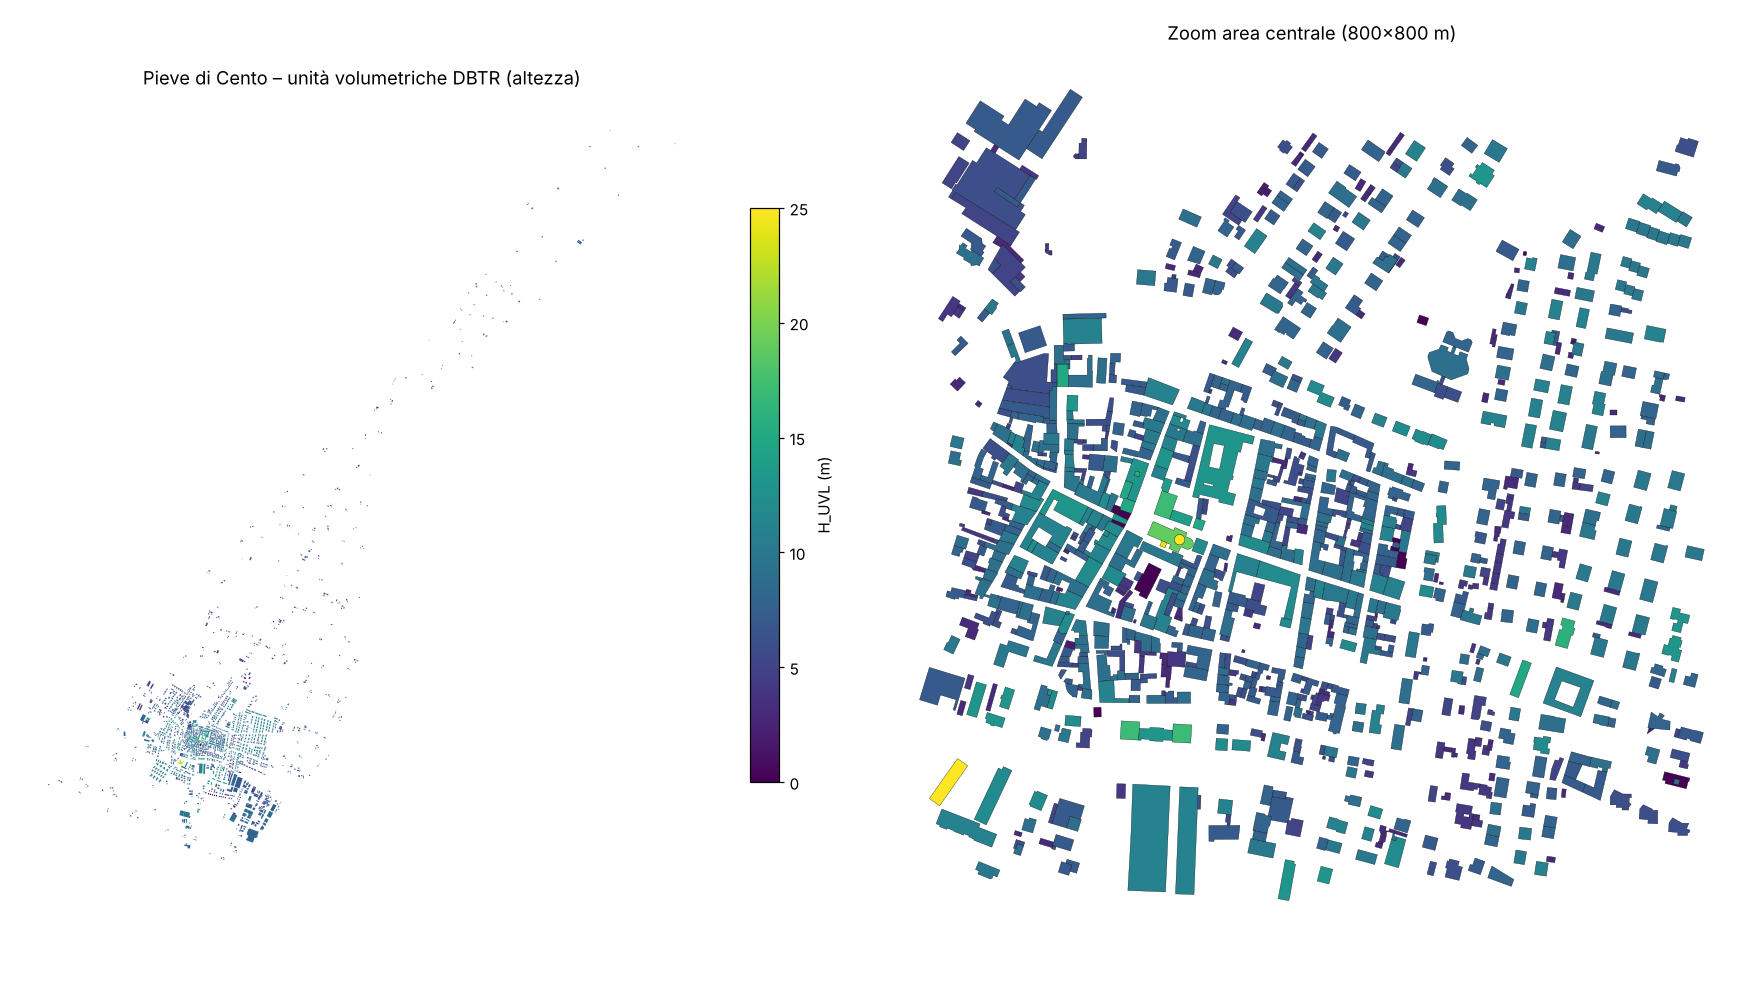 Zoom area centrale (800×800 m)
Pieve di Cento – unità volumetriche DBTR (altezza)
25
20
15
10
5
0
H_UVL (m)